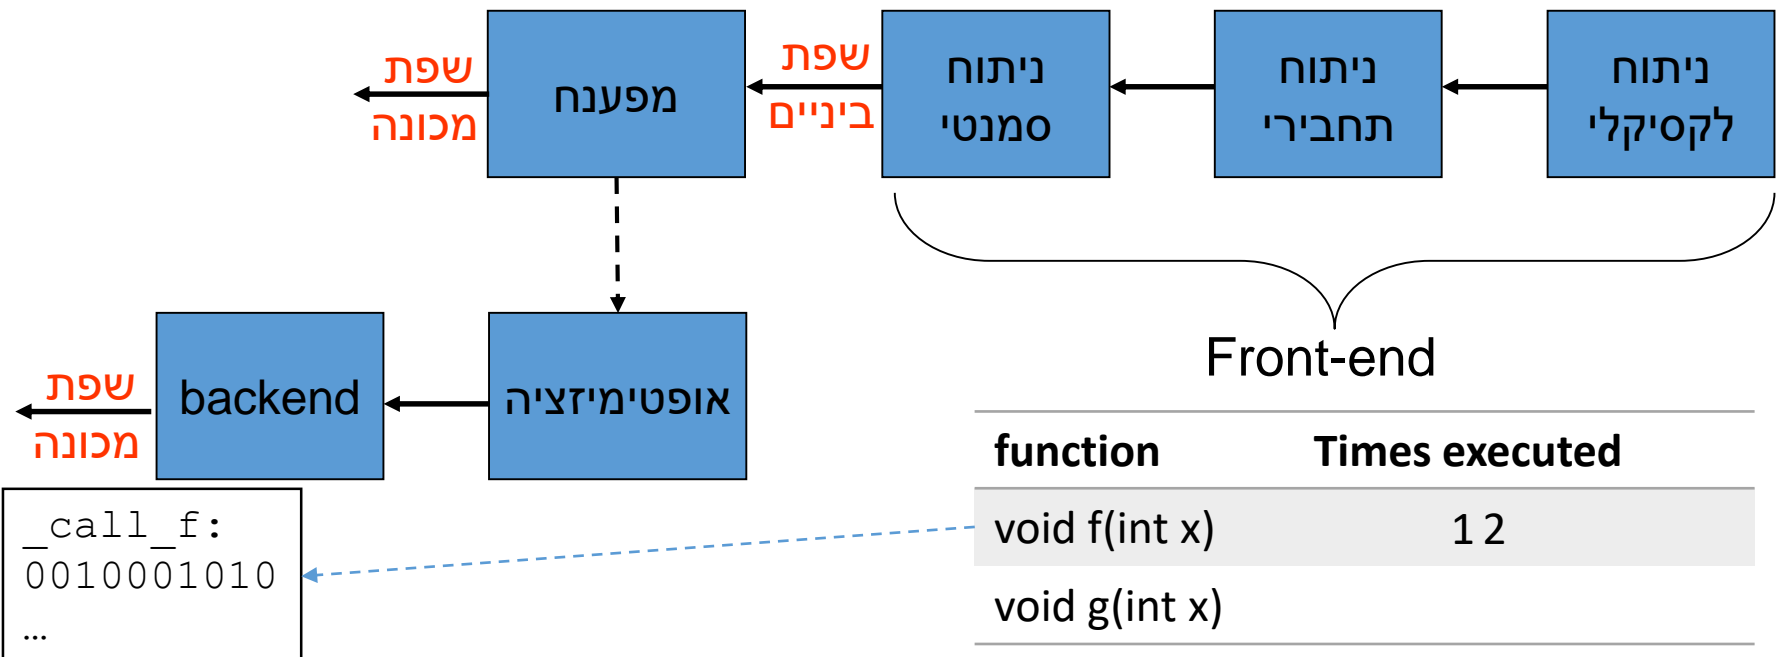 ניתוח
לקסיקלי
ניתוח
תחבירי
ניתוח
סמנטי
שפת
ביניים
מפענח
שפת
מכונה
Front-end
אופטימיזציה
backend
שפת
מכונה
function Times executed
void f(int x) 12
void g(int x)
_call_f:
0010001010
…